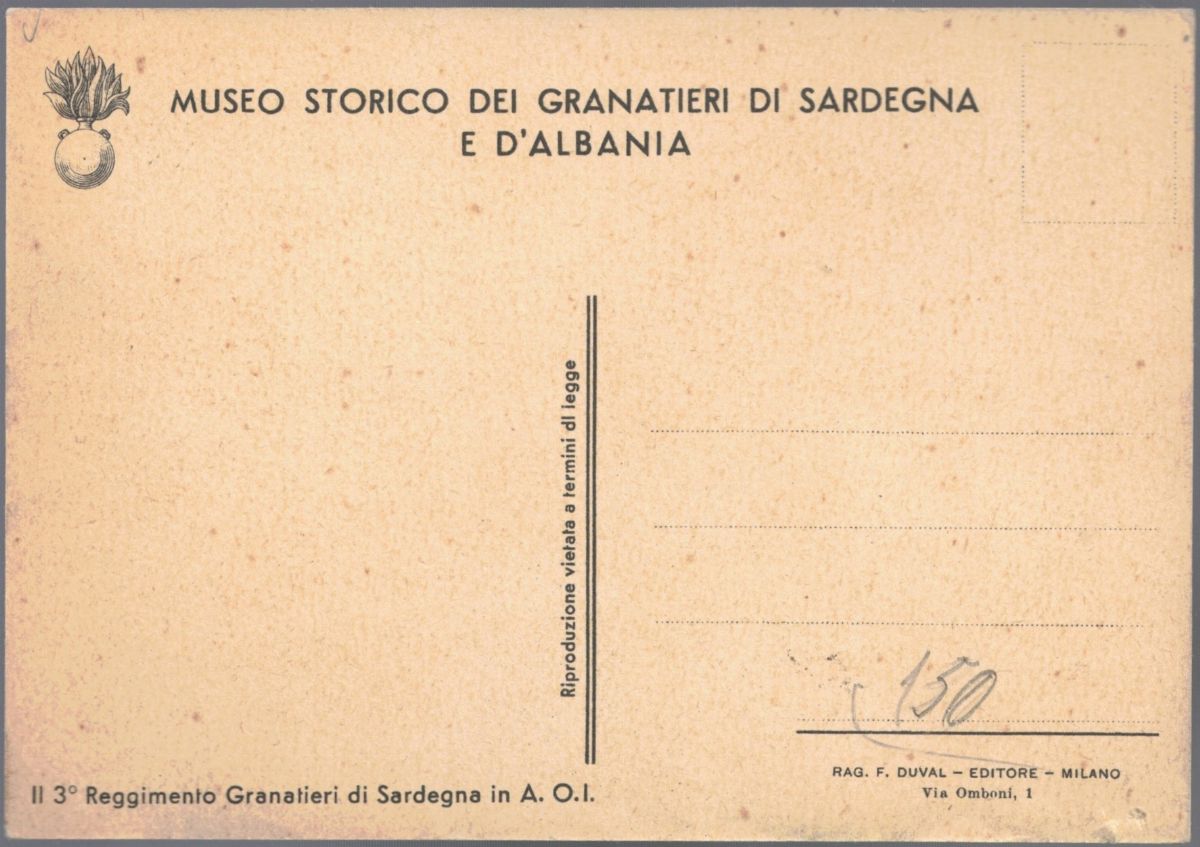 MUSEO STORICO DEI GRANATIERI DI SARDEGNA
E D'ALBANIA
Riproduzione vietata a termini di legge
150
Il 3° Reggimento Granatieri di Sardegna in A. O. I.
RAG. F. DUVAL – EDITORE – MILANO
Via Omboni, 1